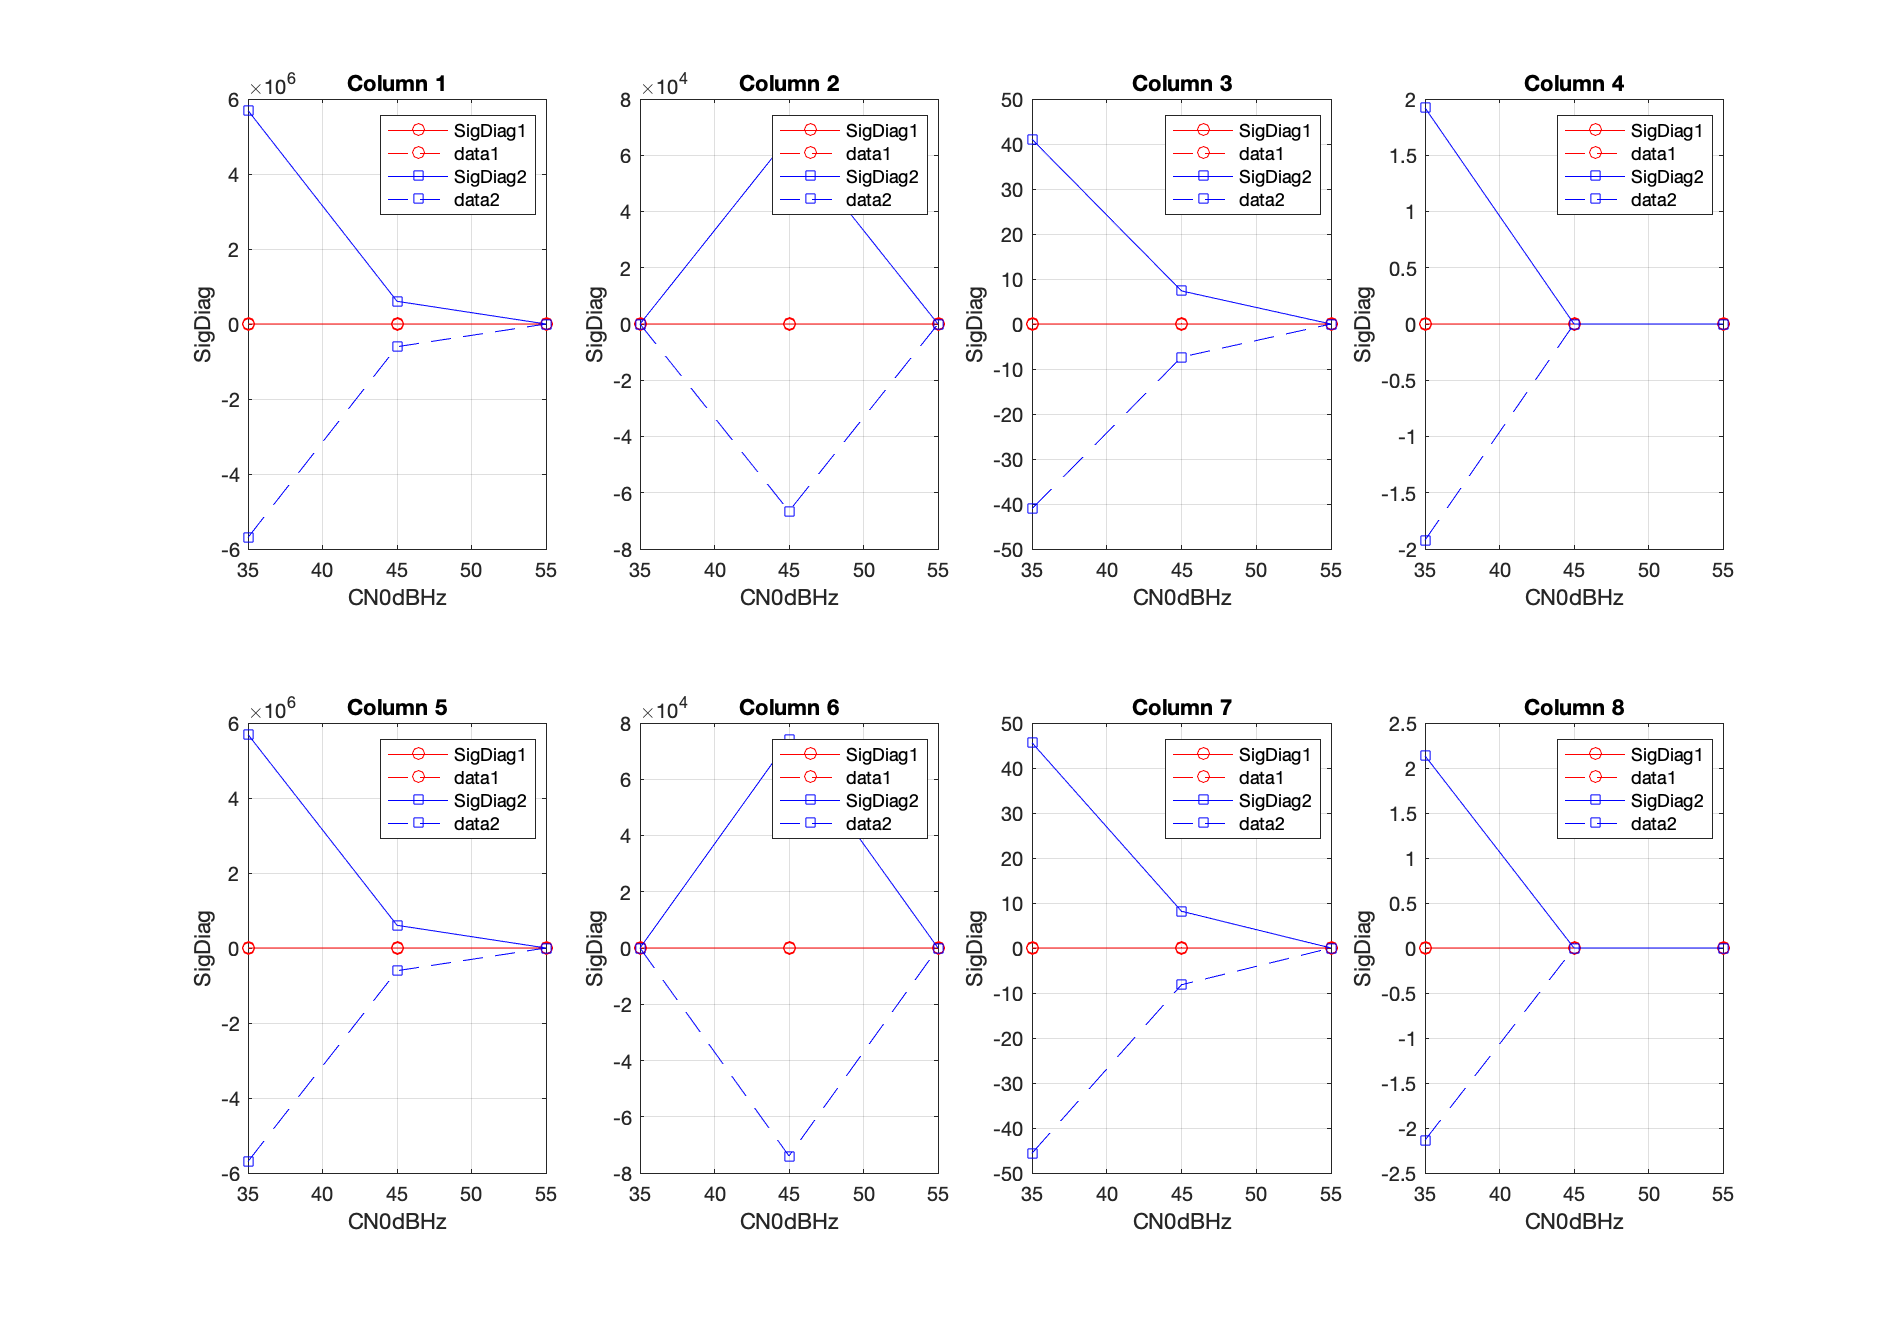 Column 1
×10^6
6
4
2
0
-2
-4
-6
SigDiag
35 40 45 50 55
CN0dBHz
SigDiag1
data1
SigDiag2
data2
Column 2
×10^4
8
6
4
2
0
-2
-4
-6
-8
SigDiag
35 40 45 50 55
CN0dBHz
SigDiag1
data1
SigDiag2
data2
Column 3
50
40
30
20
10
0
-10
-20
-30
-40
-50
SigDiag
35 40 45 50 55
CN0dBHz
SigDiag1
data1
SigDiag2
data2
Column 4
2
1.5
1
0.5
0
-0.5
-1
-1.5
-2
SigDiag
35 40 45 50 55
CN0dBHz
SigDiag1
data1
SigDiag2
data2
Column 5
×10^6
6
4
2
0
-2
-4
-6
SigDiag
35 40 45 50 55
CN0dBHz
SigDiag1
data1
SigDiag2
data2
Column 6
×10^4
8
6
4
2
0
-2
-4
-6
-8
SigDiag
35 40 45 50 55
CN0dBHz
SigDiag1
data1
SigDiag2
data2
Column 7
50
40
30
20
10
0
-10
-20
-30
-40
-50
SigDiag
35 40 45 50 55
CN0dBHz
SigDiag1
data1
SigDiag2
data2
Column 8
2.5
2
1.5
1
0.5
0
-0.5
-1
-1.5
-2
-2.5
SigDiag
35 40 45 50 55
CN0dBHz
SigDiag1
data1
SigDiag2
data2